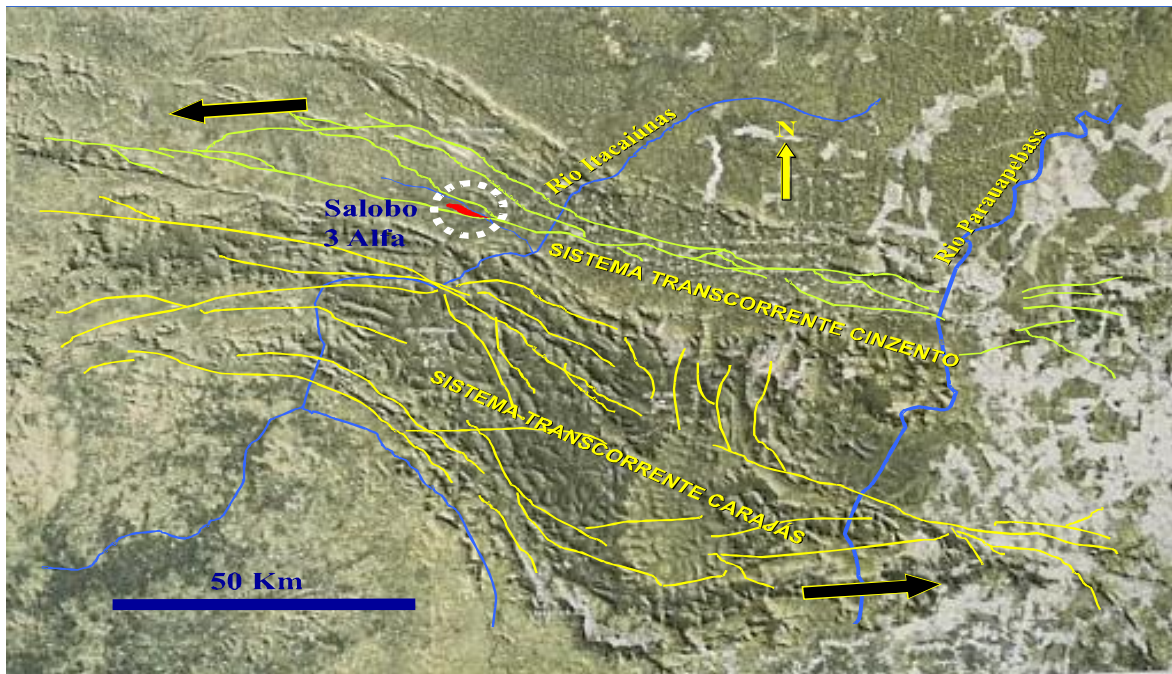 N
Rio Itacaiúnas
Rio Parauapebass
Salobo
3 Alfa
SISTEMA TRANSCORRENTE CINZENTO
SISTEMA TRANSCORRENTE CARAJÁS
50 Km